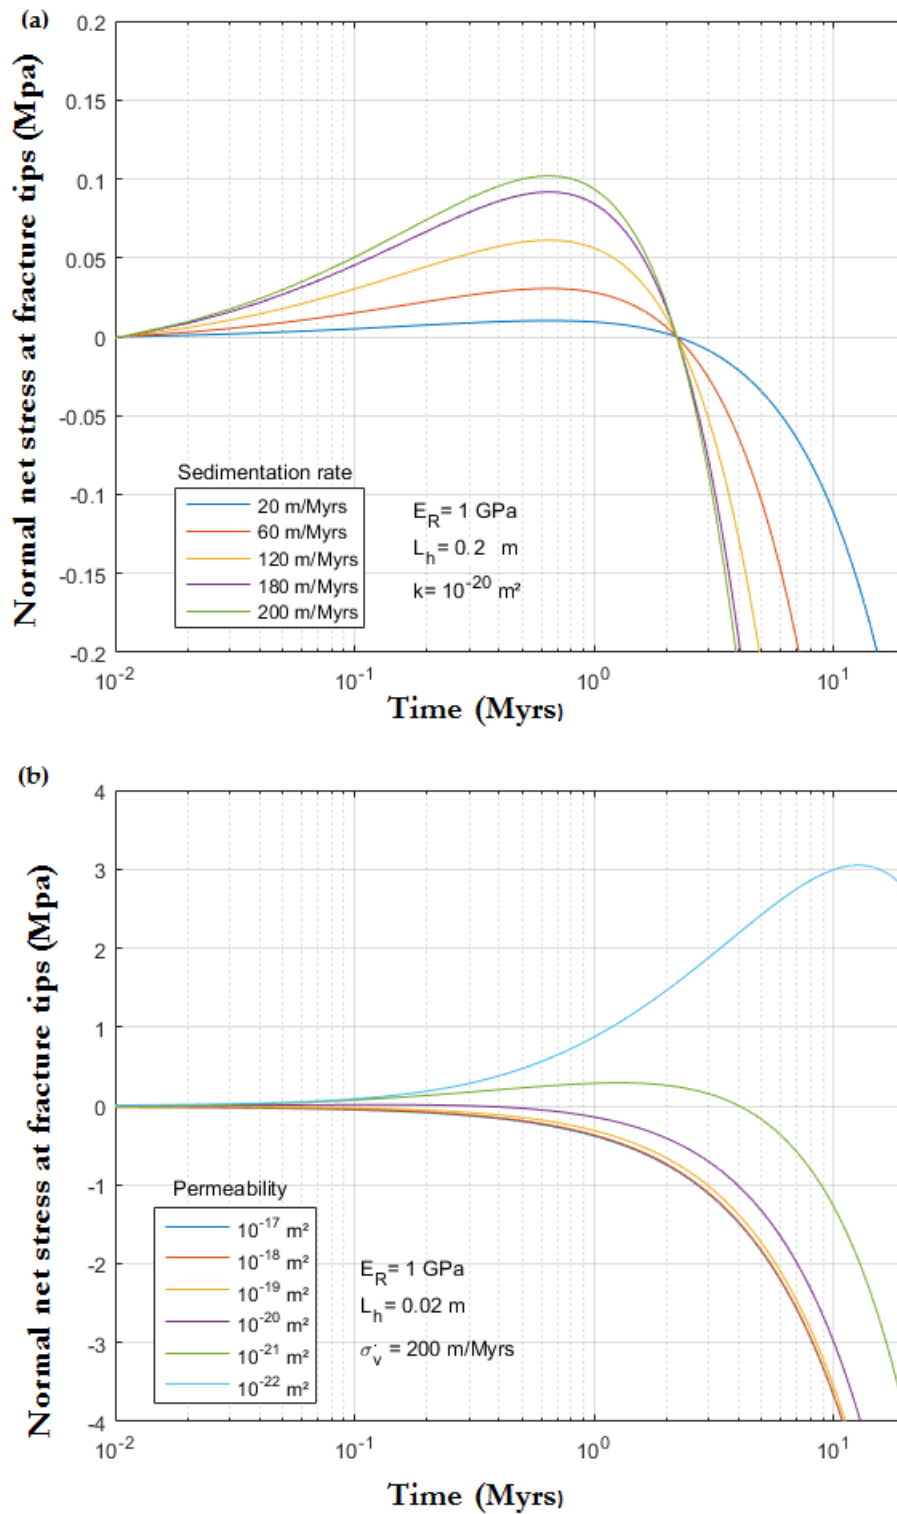 (a)
Normal net stress at fracture tips (Mpa)
0.2
0.15
0.1
0.05
0
-0.05
-0.1
-0.15
-0.2
Sedimentation rate
20 m/Myrs
60 m/Myrs
120 m/Myrs
180 m/Myrs
200 m/Myrs
E_R= 1 GPa
L_h= 0.2 m
k= 10^-20 m²
10^-2 10^-1 10^0 10^1
Time (Myrs)
(b)
Normal net stress at fracture tips (Mpa)
4
3
2
1
0
-1
-2
-3
-4
Permeability
10^-17 m²
10^-18 m²
10^-19 m²
10^-20 m²
10^-21 m²
10^-22 m²
E_R= 1 GPa
L_h= 0.02 m
σ̇_v = 200 m/Myrs
10^-2 10^-1 10^0 10^1
Time (Myrs)